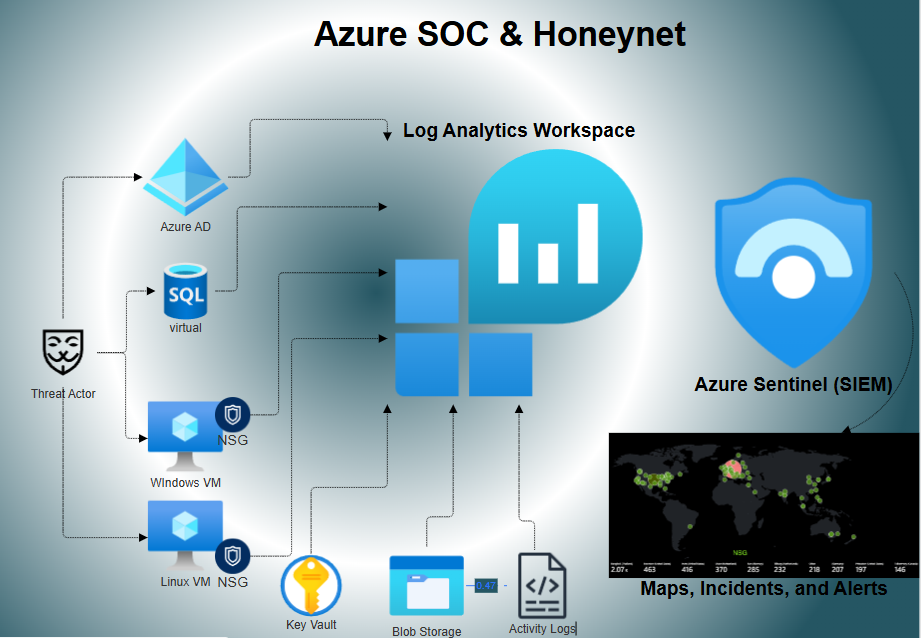 Azure SOC & Honeynet
Log Analytics Workspace
Azure AD
SQL
virtual
Threat Actor
NSG
WIndows VM
Linux VM
NSG
Key Vault
Blob Storage
0.47
Activity Logs
Azure Sentinel (SIEM)
NSG
2.07 K 463 416 370 285 232 218 207 197 146
Maps, Incidents, and Alerts